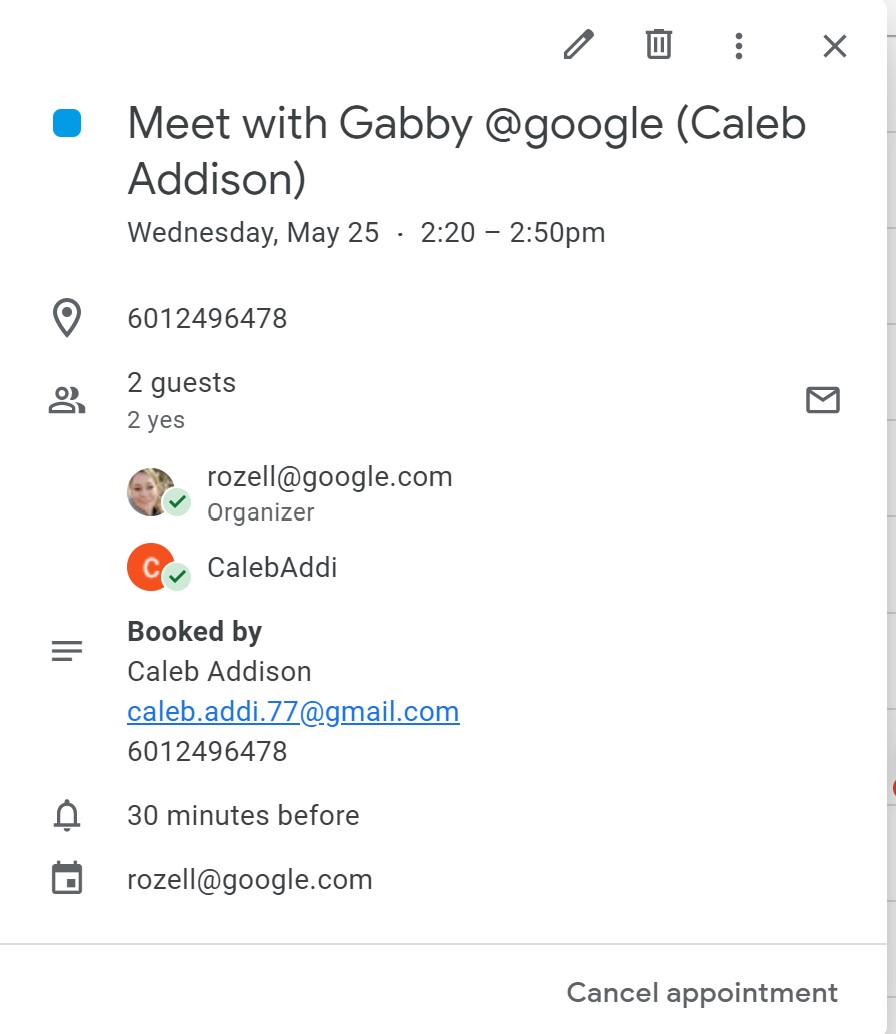 Meet with Gabby @google (Caleb
Addison)
Wednesday, May 25 · 2:20 – 2:50pm
6012496478
2 guests
2 yes
rozell@google.com
Organizer
C
CalebAddi
Booked by
Caleb Addison
caleb.addi.77@gmail.com
6012496478
30 minutes before
rozell@google.com
Cancel appointment